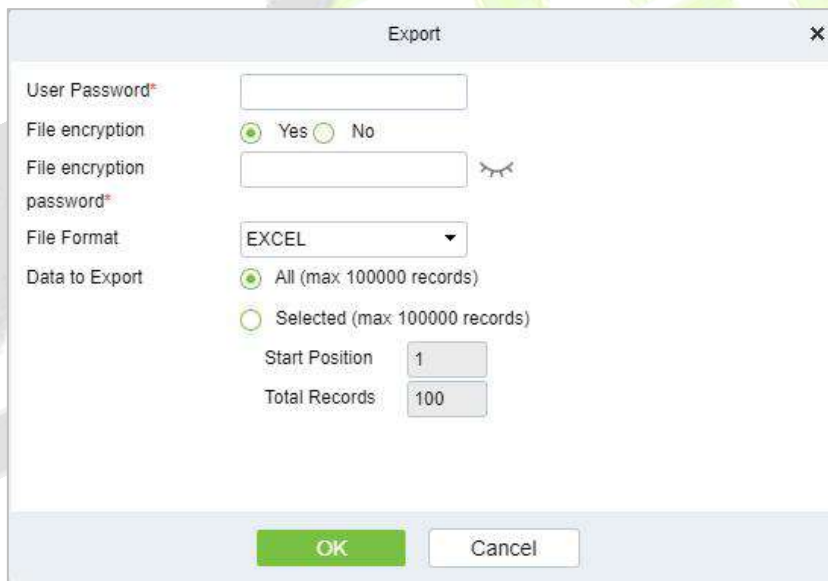 Export
User Password*
File encryption Yes No
File encryption
password*
File Format EXCEL
Data to Export All (max 100000 records)
Selected (max 100000 records)
Start Position 1
Total Records 100
OK Cancel